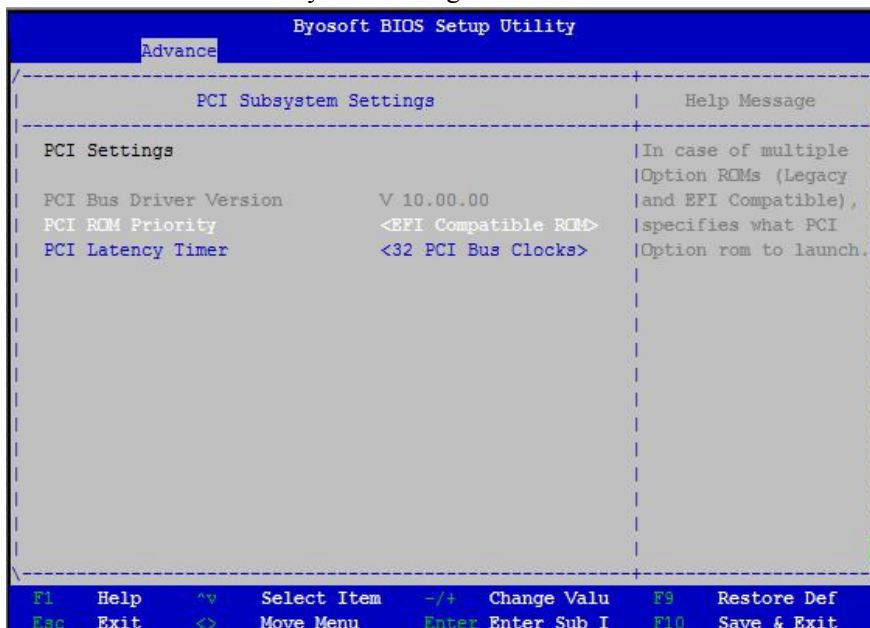 Byosoft BIOS Setup Utility
Advance
PCI Subsystem Settings
Help Message
PCI Settings
In case of multiple
Option ROMs (Legacy
PCI Bus Driver Version V 10.00.00
and EFI Compatible),
PCI ROM Priority <EFI Compatible ROM>
specifies what PCI
PCI Latency Timer <32 PCI Bus Clocks>
Option rom to launch.
F1 Help ^v Select Item -/+ Change Valu F9 Restore Def
Esc Exit <> Move Menu Enter Enter Sub I F10 Save & Exit